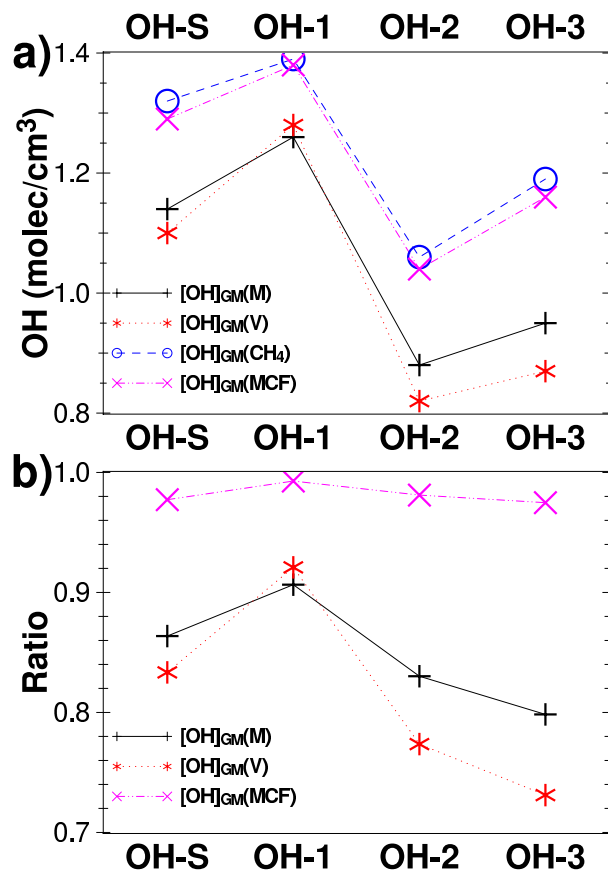 OH-S OH-1 OH-2 OH-3
a)
1.4
1.2
1.0
0.8
OH (molec/cm³)
[OH]GM(M)
[OH]GM(V)
[OH]GM(CH₄)
[OH]GM(MCF)
OH-S OH-1 OH-2 OH-3
b)
1.0
0.9
0.8
0.7
Ratio
[OH]GM(M)
[OH]GM(V)
[OH]GM(MCF)
OH-S OH-1 OH-2 OH-3